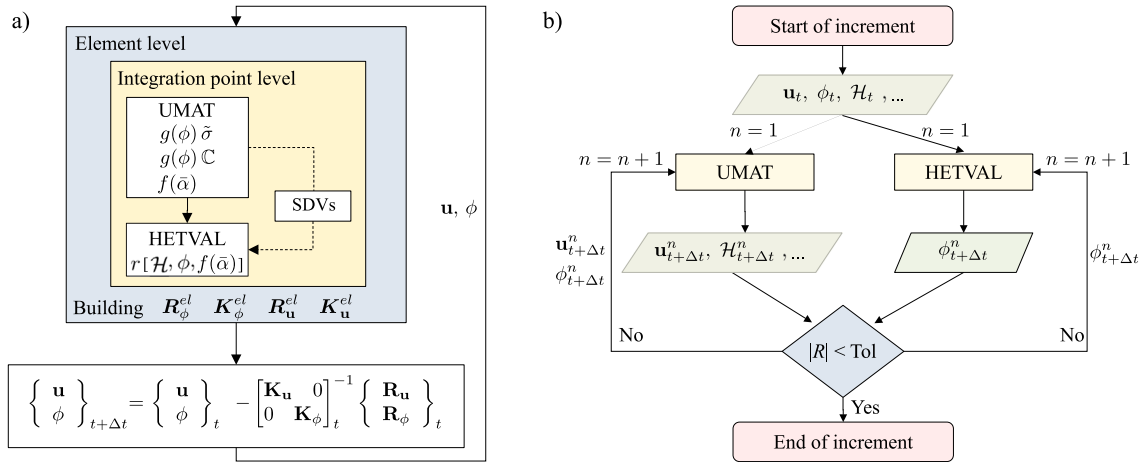 a)
Element level
Integration point level
UMAT
g(ϕ) σ̃
g(ϕ) ℂ
f(ᾱ)
SDVs
HETVAL
r[ℋ, ϕ, f(ᾱ)]
Building R_ϕ^{el} K_ϕ^{el} R_𝐮^{el} K_𝐮^{el}
𝐮, ϕ
{ 𝐮 ϕ }_{t+Δt} = { 𝐮 ϕ }_t − [ 𝐊_𝐮 0 0 𝐊_ϕ ]_t^{−1} { 𝐑_𝐮 𝐑_ϕ }_t
b)
Start of increment
𝐮_t, ϕ_t, ℋ_t , ...
n = 1
n = 1
n = n + 1
UMAT
HETVAL
n = n + 1
𝐮_{t+Δt}^n
ϕ_{t+Δt}^n
𝐮_{t+Δt}^n, ℋ_{t+Δt}^n , ...
ϕ_{t+Δt}^n
ϕ_{t+Δt}^n
No
|R| < Tol
No
Yes
End of increment